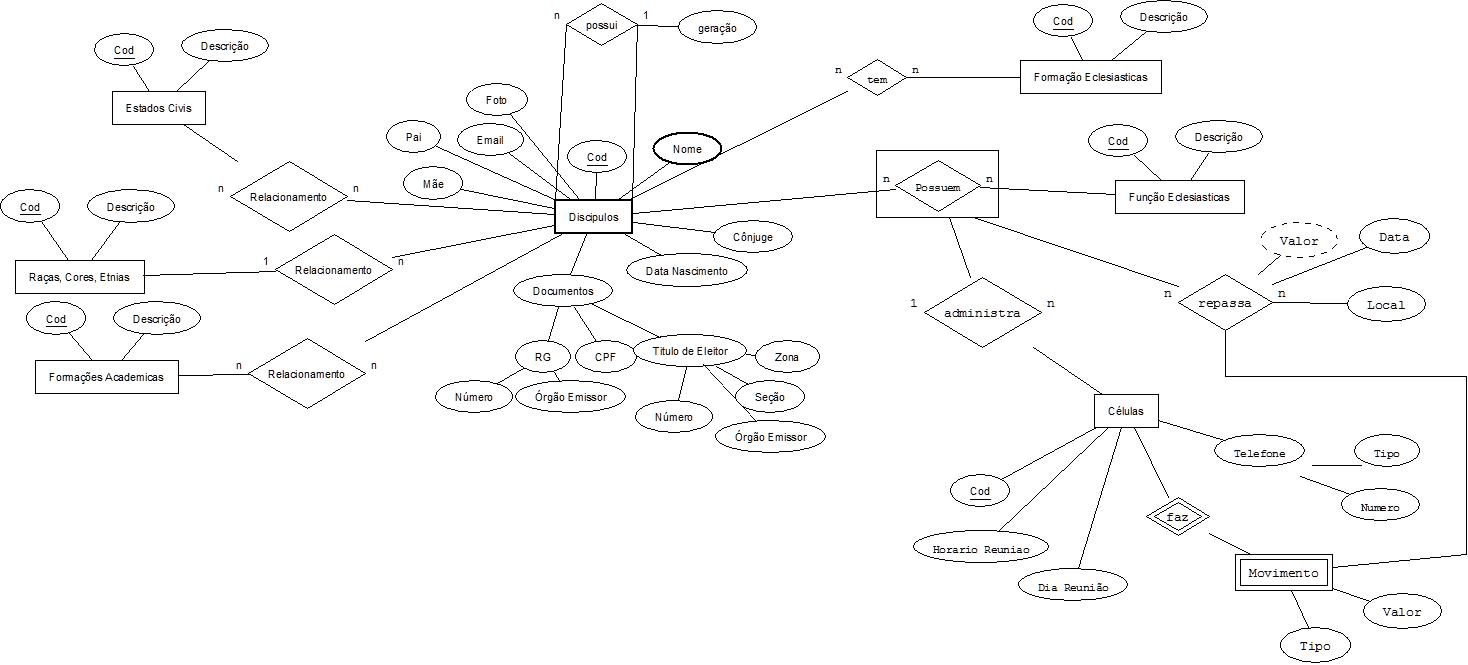 n
1
possui
geração
Cod
Descrição
Formação Eclesiasticas
n
n
tem
Cod
Descrição
Estados Civis
Foto
Pai
Email
Cod
Nome
Mãe
Cod
Descrição
Função Eclesiasticas
n
n
Possuem
n
n
Relacionamento
Discipulos
Cod
Descrição
Raças, Cores, Etnias
1
n
Relacionamento
Cônjuge
Data Nascimento
Valor
Data
n
n
repassa
Local
Documentos
1
n
administra
Cod
Descrição
Formações Academicas
n
n
Relacionamento
RG
CPF
Titulo de Eleitor
Zona
Número
Órgão Emissor
Seção
Número
Órgão Emissor
Células
Telefone
Tipo
Numero
Cod
faz
Horario Reuniao
Dia Reunião
Movimento
Valor
Tipo